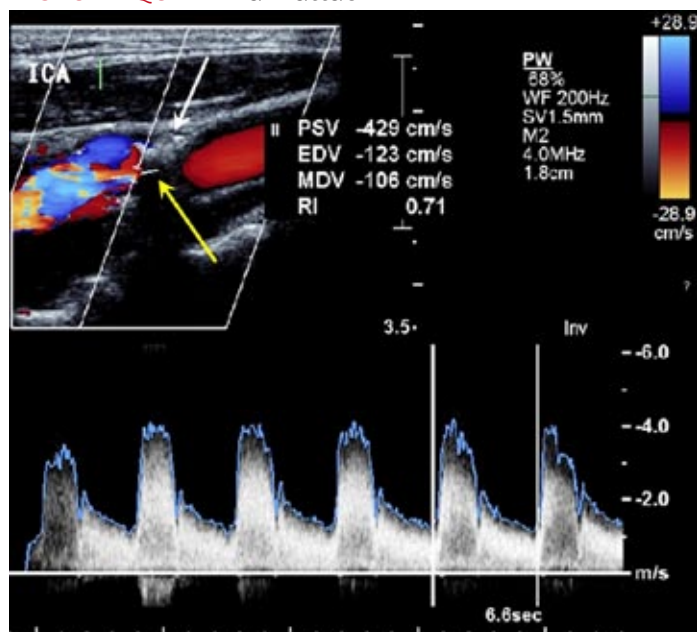 ICA
PSV -429 cm/s
EDV -123 cm/s
MDV -106 cm/s
RI 0.71
PW
68%
WF 200Hz
SV1.5mm
M2
4.0MHz
1.8cm
+28.9
-28.9
cm/s
3.5
Inv
-6.0
-4.0
-2.0
m/s
6.6sec